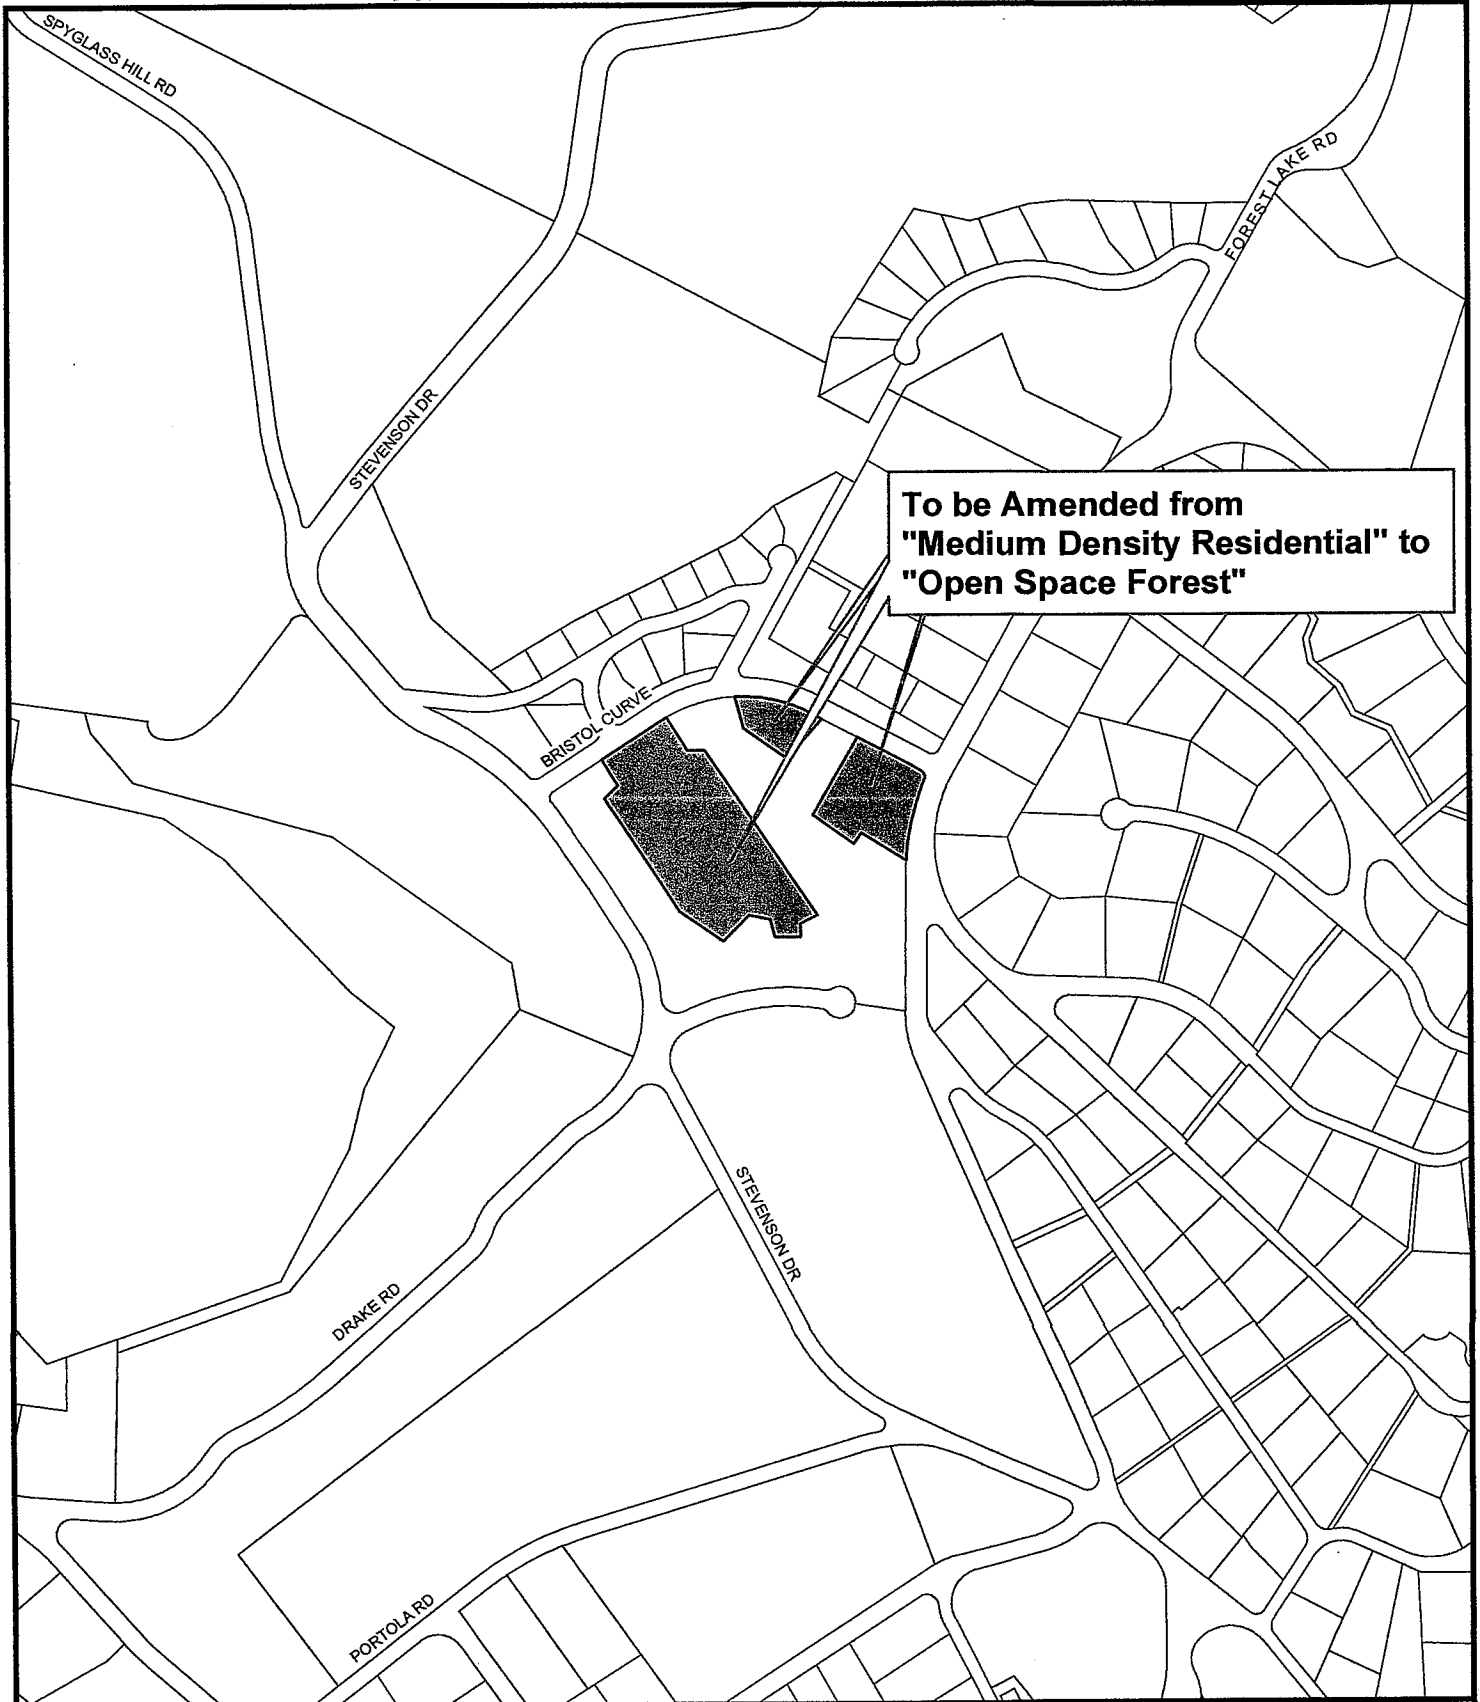 SPYGLASS HILL RD
FOREST LAKE RD
STEVENSON DR
To be Amended from
"Medium Density Residential" to
"Open Space Forest"
BRISTOL CURVE
STEVENSON DR
DRAKE RD
PORTOLA RD